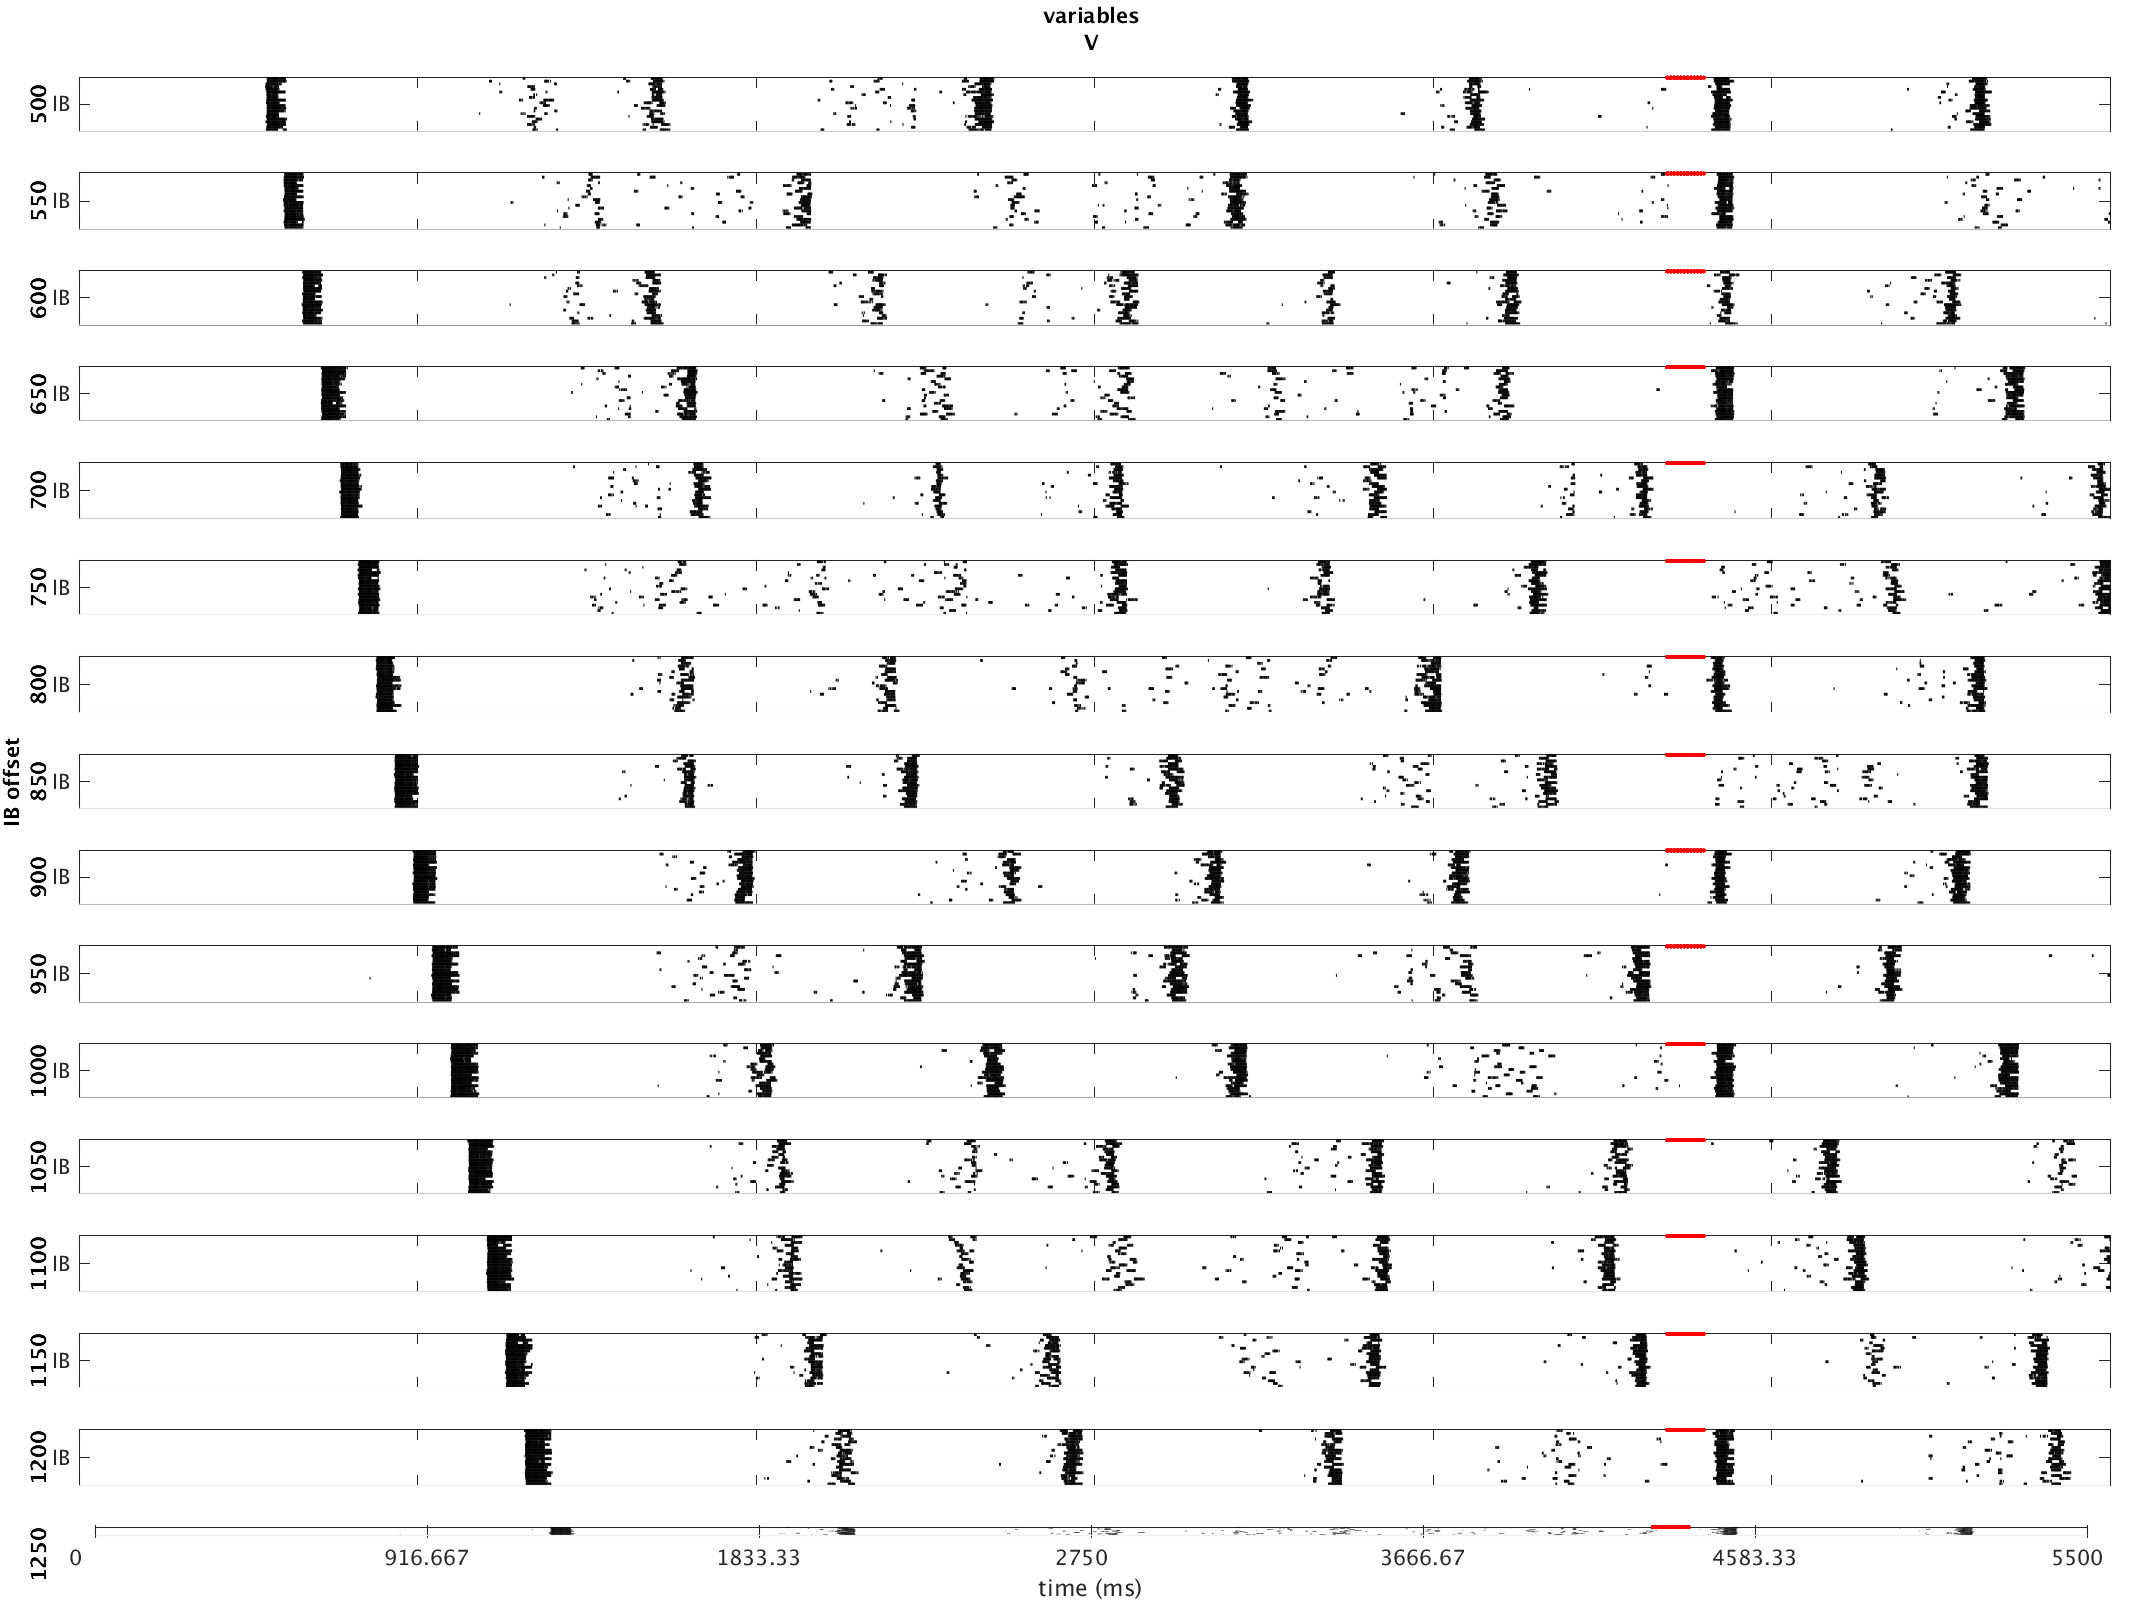 variables
V
500 IB
550 IB
600 IB
650 IB
700 IB
750 IB
800 IB
IB offset
850 IB
900 IB
950 IB
1000 IB
1050 IB
1100 IB
1150 IB
1200 IB
1250
0 916.667 1833.33 2750 3666.67 4583.33 5500
time (ms)